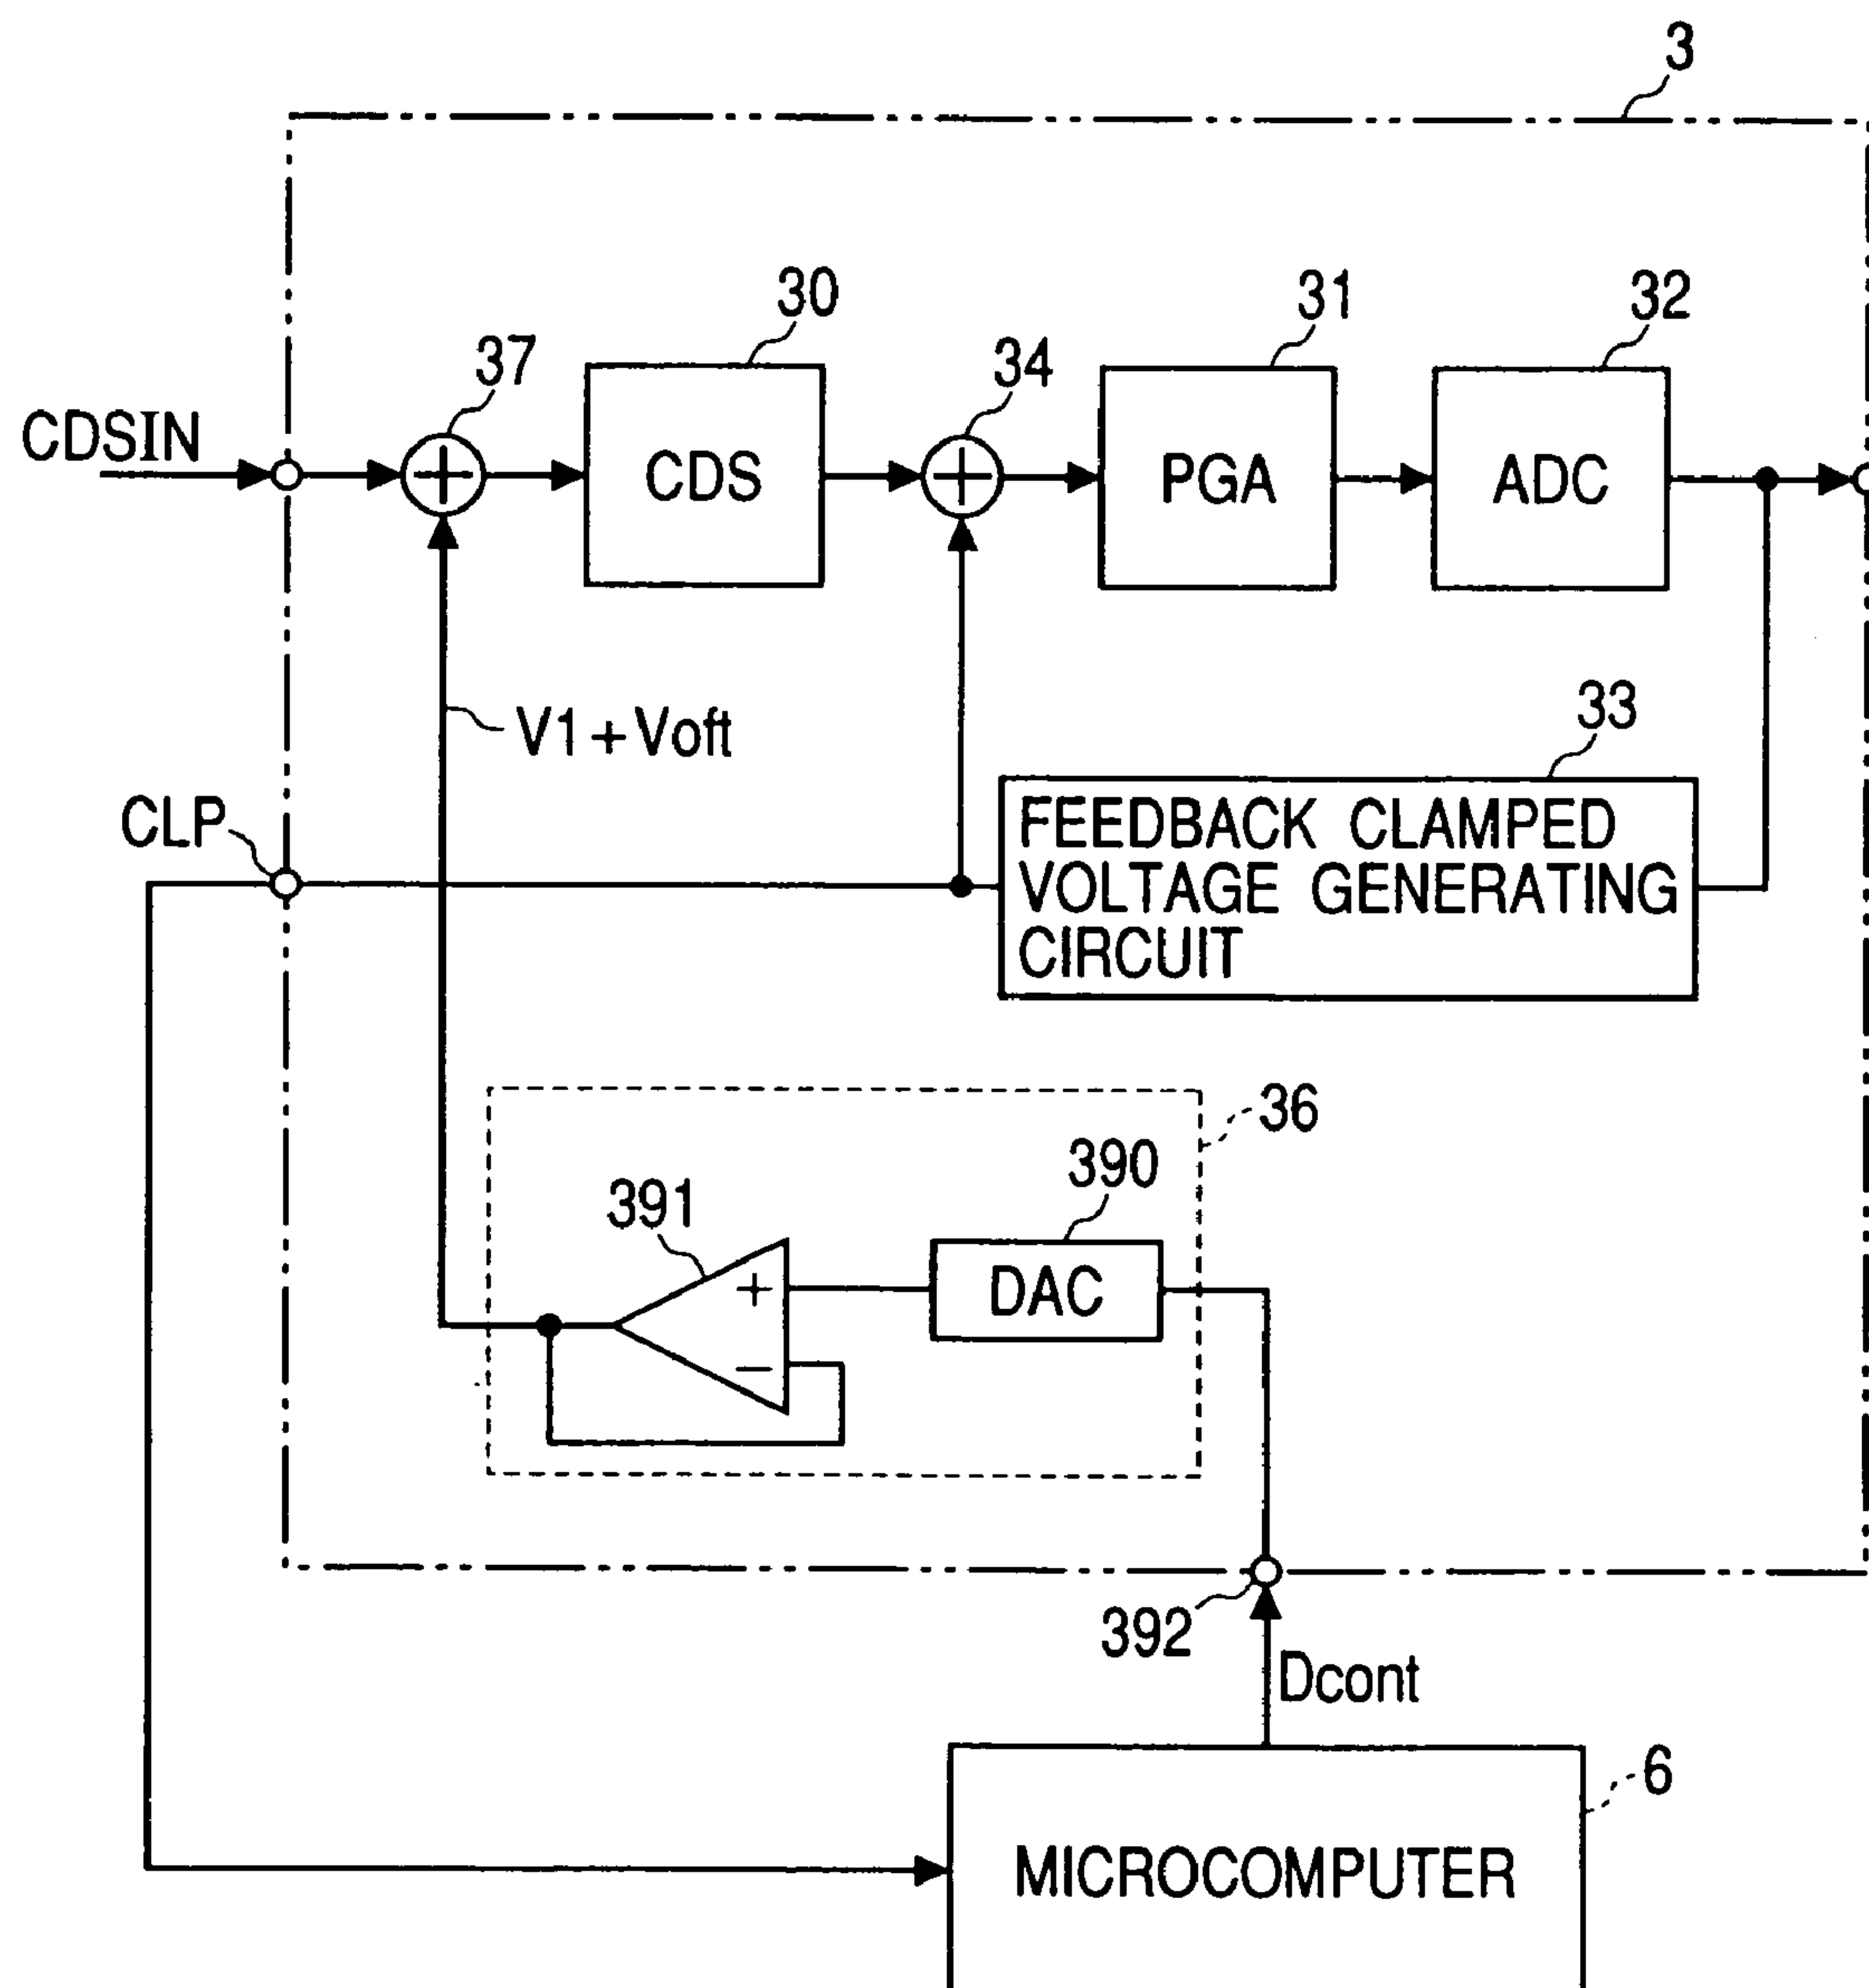 3
30
31
32
37
34
CDSIN
CDS
PGA
ADC
33
V1+Voft
CLP
FEEDBACK CLAMPED
VOLTAGE GENERATING
CIRCUIT
36
390
391
+
DAC
−
392
Dcont
6
MICROCOMPUTER